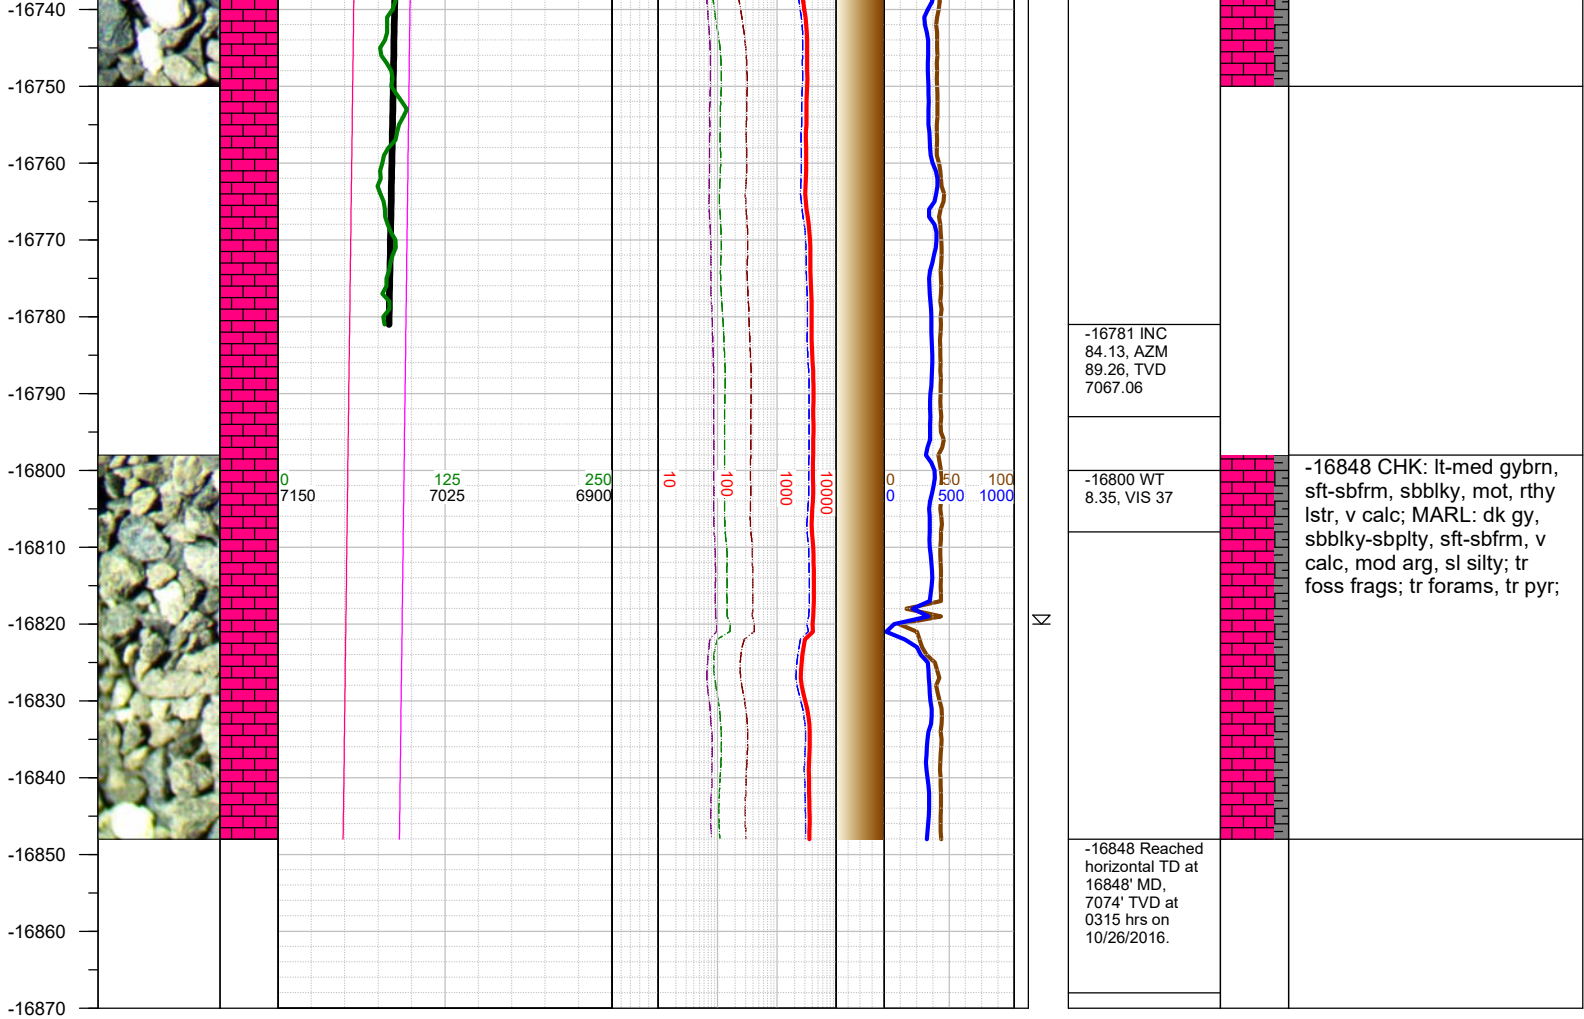 -16740
-16750
-16760
-16770
-16780
-16781 INC
84.13, AZM
89.26, TVD
7067.06
-16790
-16800
0 125 250
7150 7025 6900
10 100 1000 10000
0 50 100
0 500 1000
-16800 WT
8.35, VIS 37
-16848 CHK: lt-med gybrn,
sft-sbfrm, sbblky, mot, rthy
lstr, v calc; MARL: dk gy,
sbblky-sbplty, sft-sbfrm, v
calc, mod arg, sl silty; tr
foss frags; tr forams, tr pyr;
-16810
-16820
-16830
-16840
-16850
-16848 Reached
horizontal TD at
16848' MD,
7074' TVD at
0315 hrs on
10/26/2016.
-16860
-16870